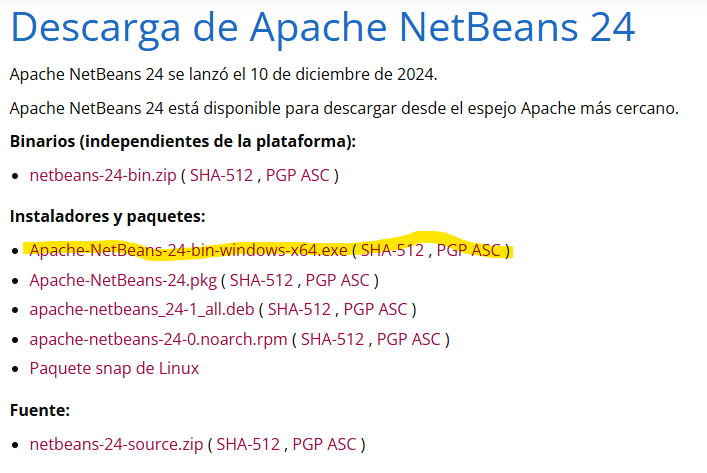 Descarga de Apache NetBeans 24
Apache NetBeans 24 se lanzó el 10 de diciembre de 2024.
Apache NetBeans 24 está disponible para descargar desde el espejo Apache más cercano.
Binarios (independientes de la plataforma):
netbeans-24-bin.zip ( SHA-512 , PGP ASC )
Instaladores y paquetes:
Apache-NetBeans-24-bin-windows-x64.exe ( SHA-512 , PGP ASC )
Apache-NetBeans-24.pkg ( SHA-512 , PGP ASC )
apache-netbeans_24-1_all.deb ( SHA-512 , PGP ASC )
apache-netbeans-24-0.noarch.rpm ( SHA-512 , PGP ASC )
Paquete snap de Linux
Fuente:
netbeans-24-source.zip ( SHA-512 , PGP ASC )